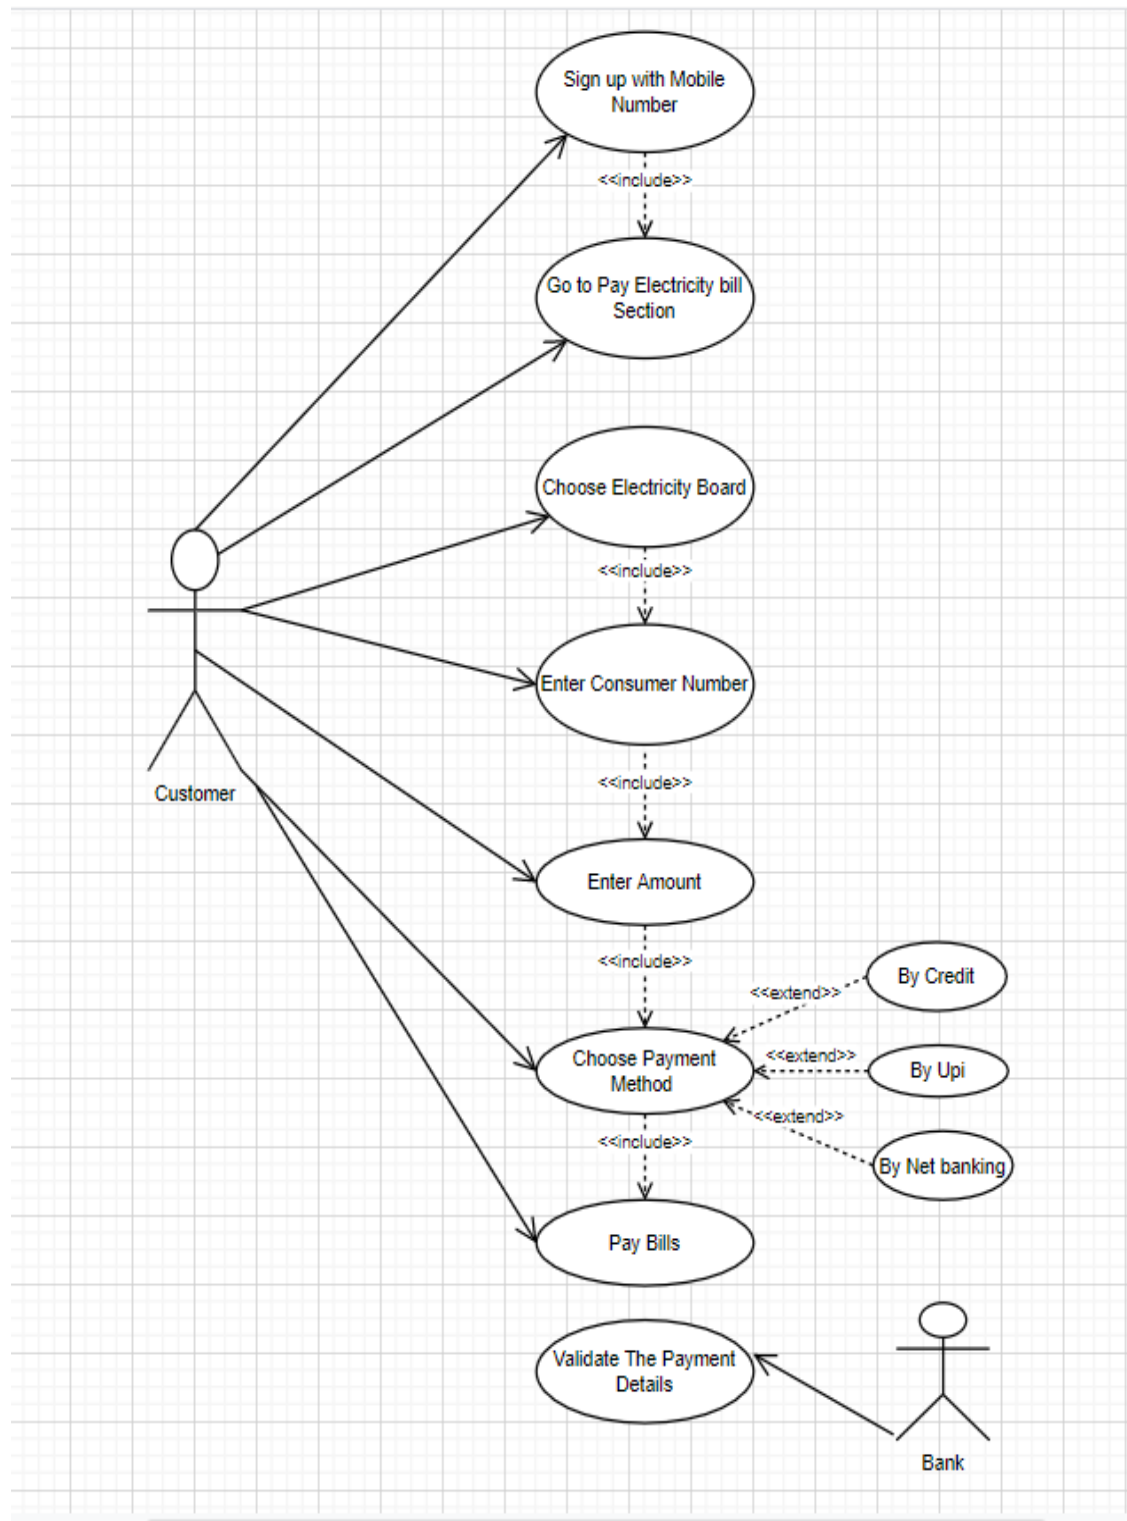 Sign up with Mobile
Number
<<include>>
Go to Pay Electricity bill
Section
Choose Electricity Board
<<include>>
Enter Consumer Number
Customer
<<include>>
Enter Amount
<<include>>
By Credit
<<extend>>
Choose Payment
Method
<<extend>>
By Upi
<<extend>>
By Net banking
<<include>>
Pay Bills
Validate The Payment
Details
Bank